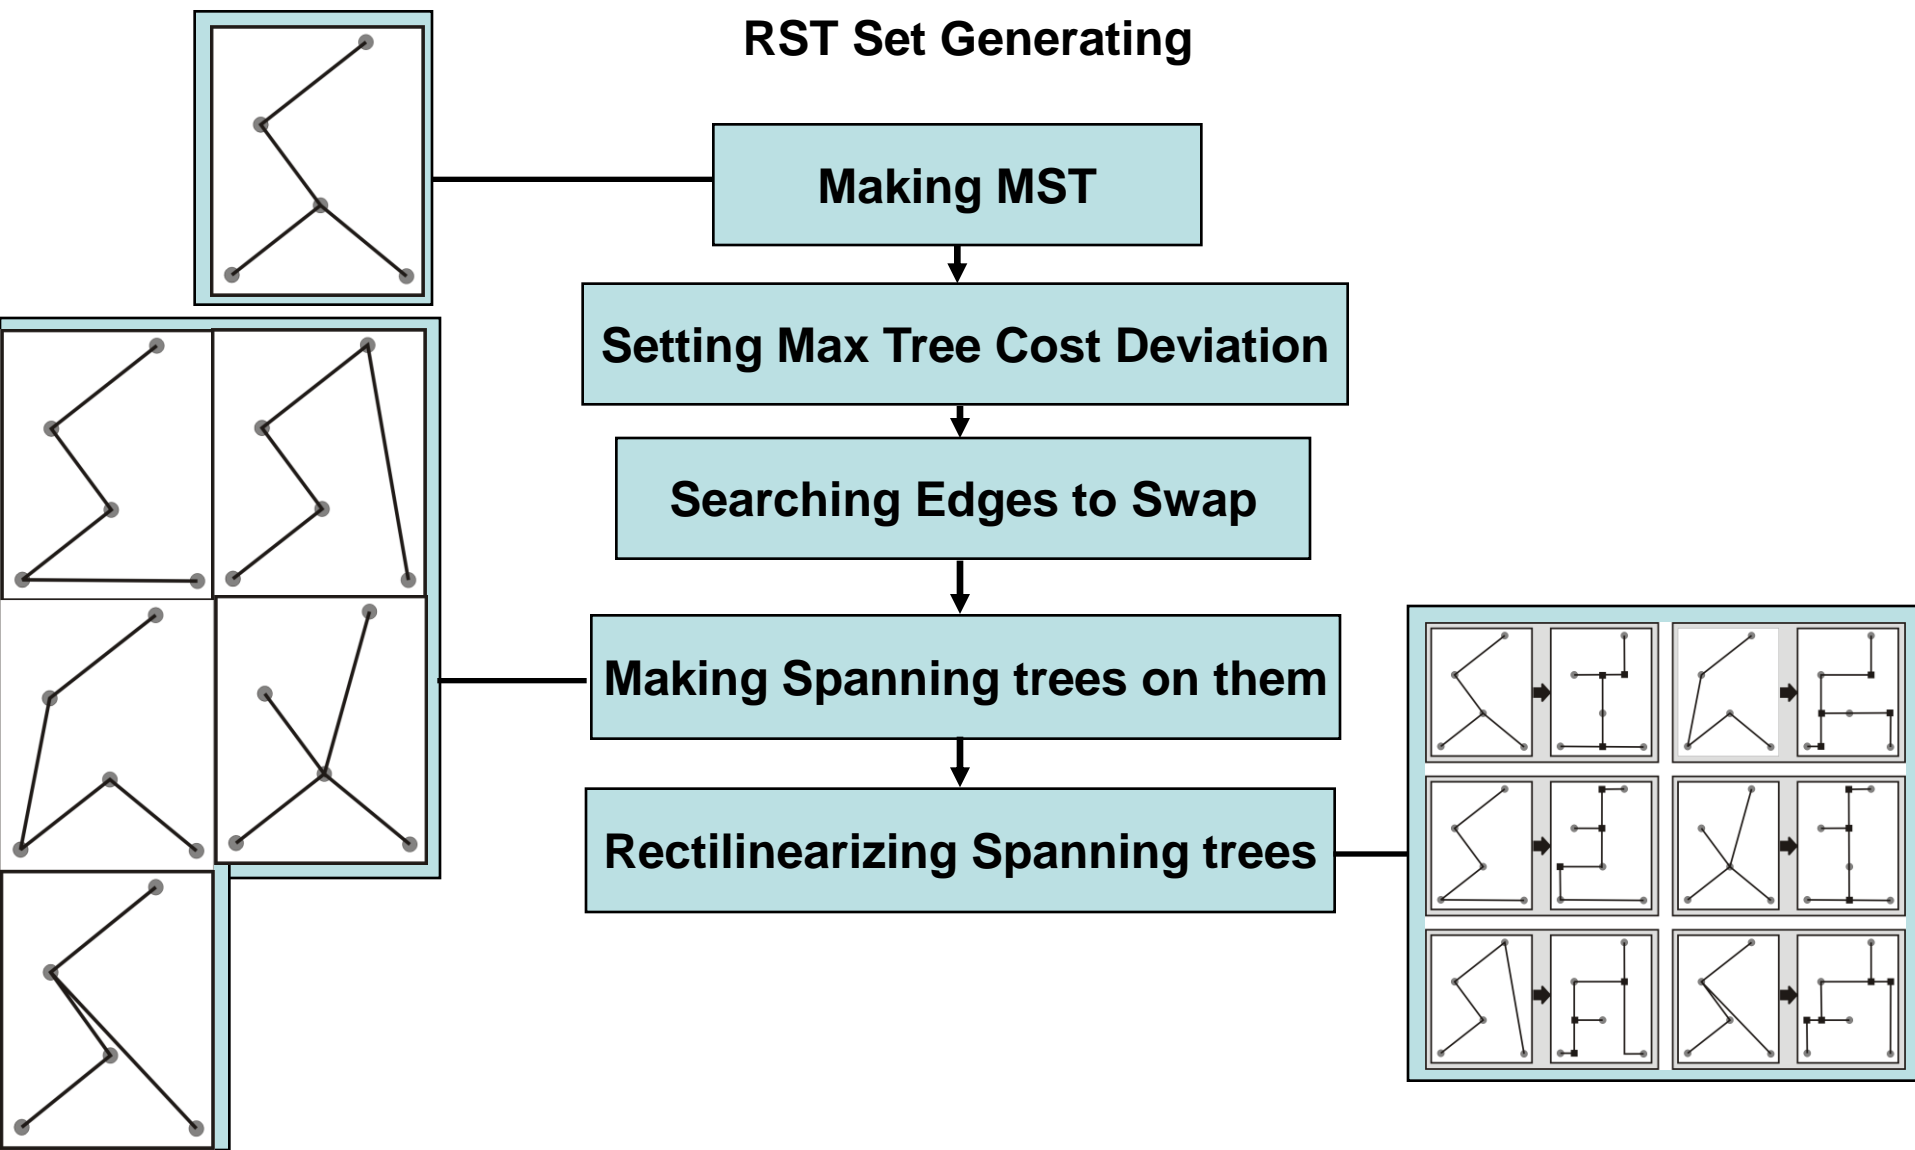 RST Set Generating
Making MST
Setting Max Tree Cost Deviation
Searching Edges to Swap
Making Spanning trees on them
Rectilinearizing Spanning trees